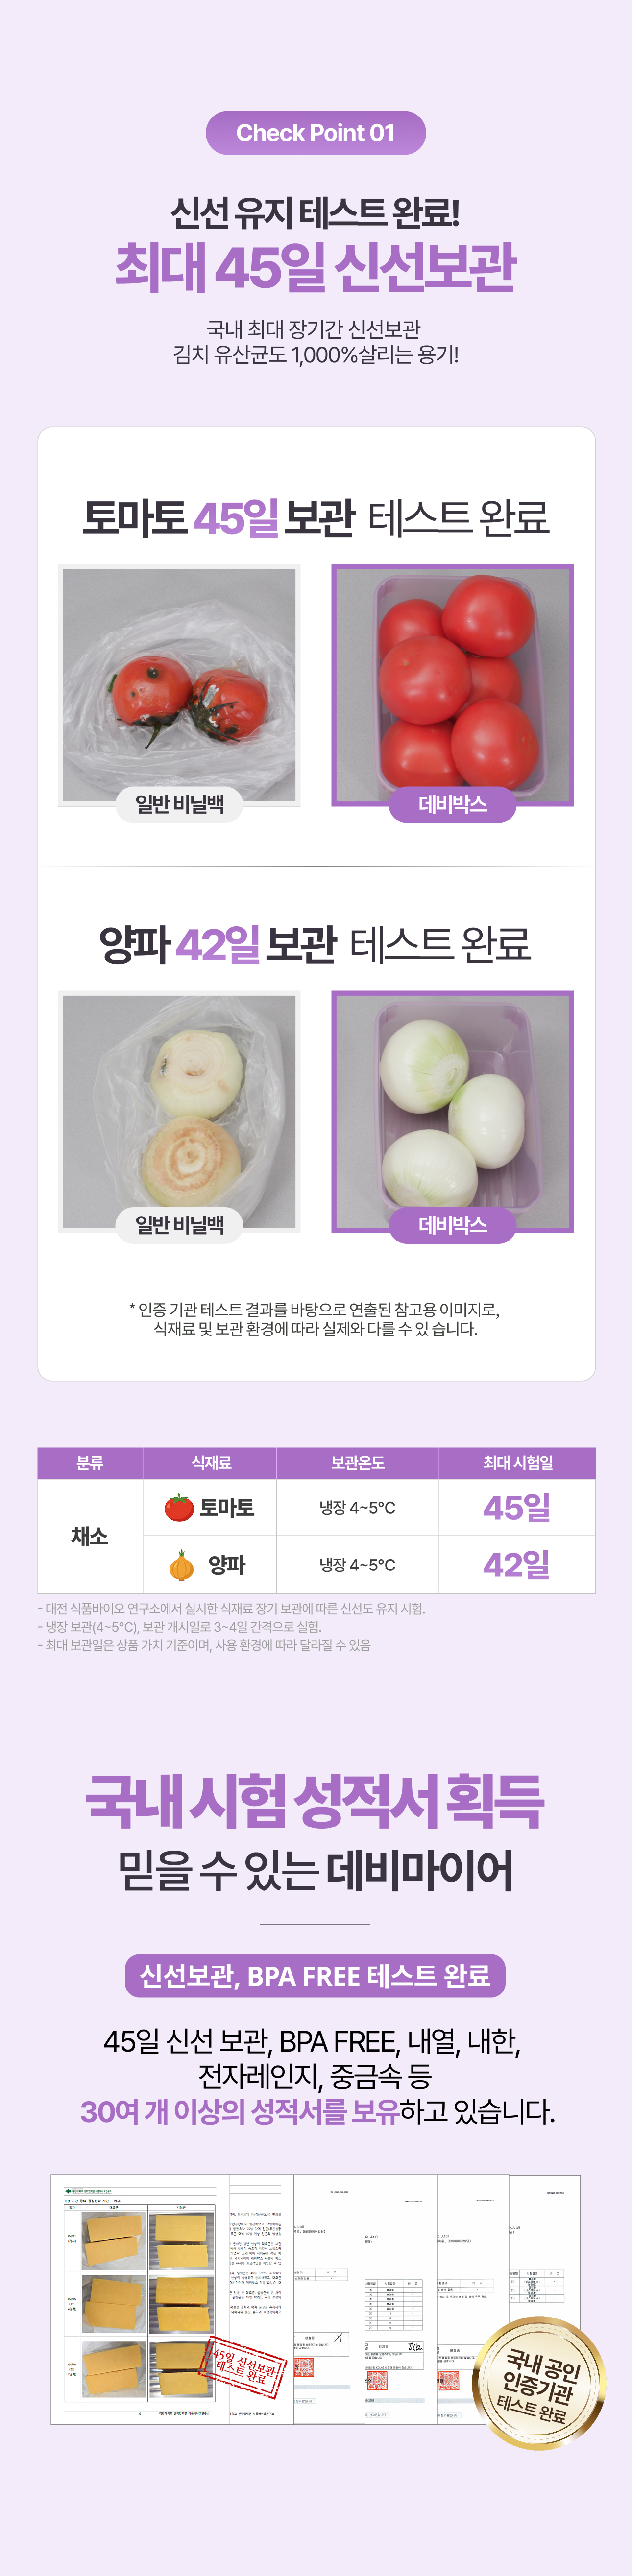 Check Point 01
신선 유지 테스트 완료!
최대 45일 신선보관
국내 최대 장기간 신선보관
김치 유산균도 1,000%살리는 용기!
토마토 45일 보관 테스트 완료
일반 비닐백
데비박스
양파 42일 보관 테스트 완료
일반 비닐백
데비박스
* 인증 기관 테스트 결과를 바탕으로 연출된 참고용 이미지로,
식재료 및 보관 환경에 따라 실제와 다를 수 있 습니다.
분류 식재료 보관온도 최대 시험일
채소
토마토 냉장 4~5°C 45일
양파 냉장 4~5°C 42일
- 대전 식품바이오 연구소에서 실시한 식재료 장기 보관에 따른 신선도 유지 시험.
- 냉장 보관(4~5°C), 보관 개시일로 3~4일 간격으로 실험.
- 최대 보관일은 상품 가치 기준이며, 사용 환경에 따라 달라질 수 있음
국내 시험 성적서 획득
믿을 수 있는 데비마이어
신선보관, BPA FREE 테스트 완료
45일 신선 보관, BPA FREE, 내열, 내한,
전자레인지, 중금속 등
30여 개 이상의 성적서를 보유하고 있습니다.
45일 신선보관
테스트 완료
국내 공인
인증기관
테스트 완료